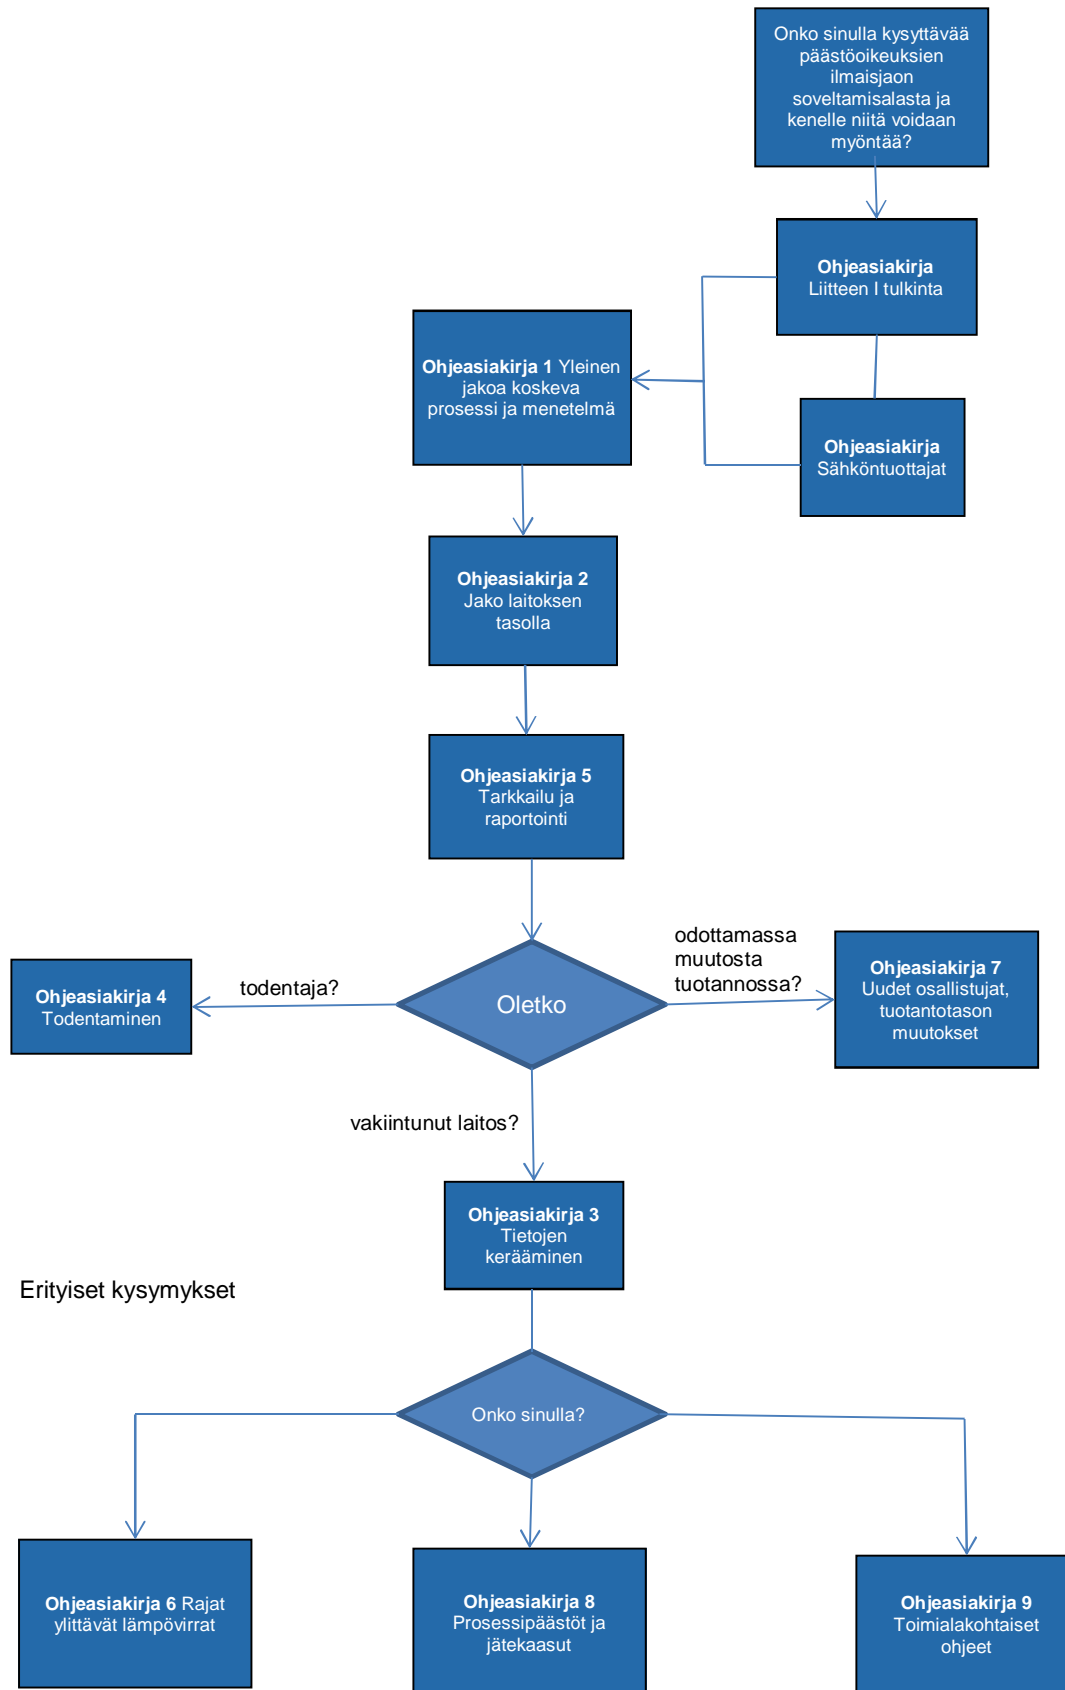 Onko sinulla kysyttävää
päästöoikeuksien
ilmaisjaon
soveltamisalasta ja
kenelle niitä voidaan
myöntää?
Ohjeasiakirja
Liitteen I tulkinta
Ohjeasiakirja 1 Yleinen
jakoa koskeva
prosessi ja menetelmä
Ohjeasiakirja
Sähköntuottajat
Ohjeasiakirja 2
Jako laitoksen
tasolla
Ohjeasiakirja 5
Tarkkailu ja
raportointi
odottamassa
muutosta
tuotannossa?
todentaja?
Oletko
Ohjeasiakirja 4
Todentaminen
Ohjeasiakirja 7
Uudet osallistujat,
tuotantotason
muutokset
vakiintunut laitos?
Ohjeasiakirja 3
Tietojen
kerääminen
Erityiset kysymykset
Onko sinulla?
Ohjeasiakirja 6 Rajat
ylittävät lämpövirrat
Ohjeasiakirja 8
Prosessipäästöt ja
jätekaasut
Ohjeasiakirja 9
Toimialakohtaiset
ohjeet